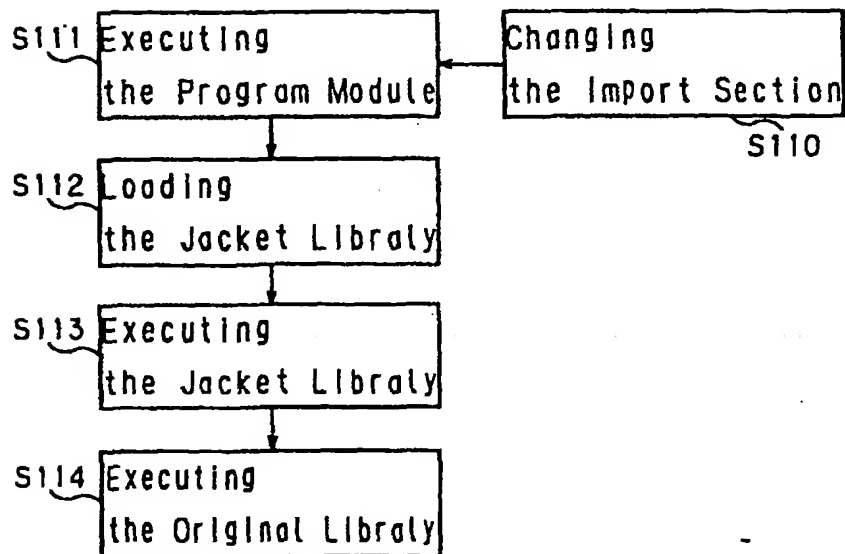 S111
Executing
the Program Module
Changing
the Import Section
S110
S112
Loading
the Jacket Libraly
S113
Executing
the Jacket Libraly
S114
Executing
the Original Libraly